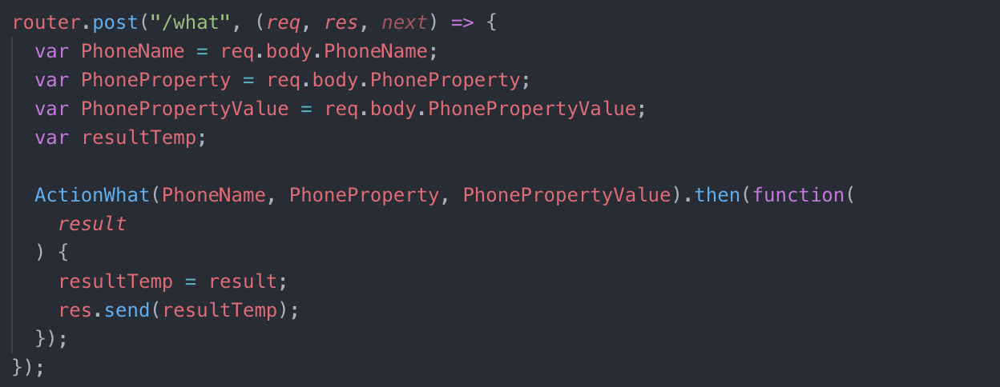 router.post("/what", (req, res, next) => {
  var PhoneName = req.body.PhoneName;
  var PhoneProperty = req.body.PhoneProperty;
  var PhonePropertyValue = req.body.PhonePropertyValue;
  var resultTemp;

  ActionWhat(PhoneName, PhoneProperty, PhonePropertyValue).then(function(
    result
  ) {
    resultTemp = result;
    res.send(resultTemp);
  });
});